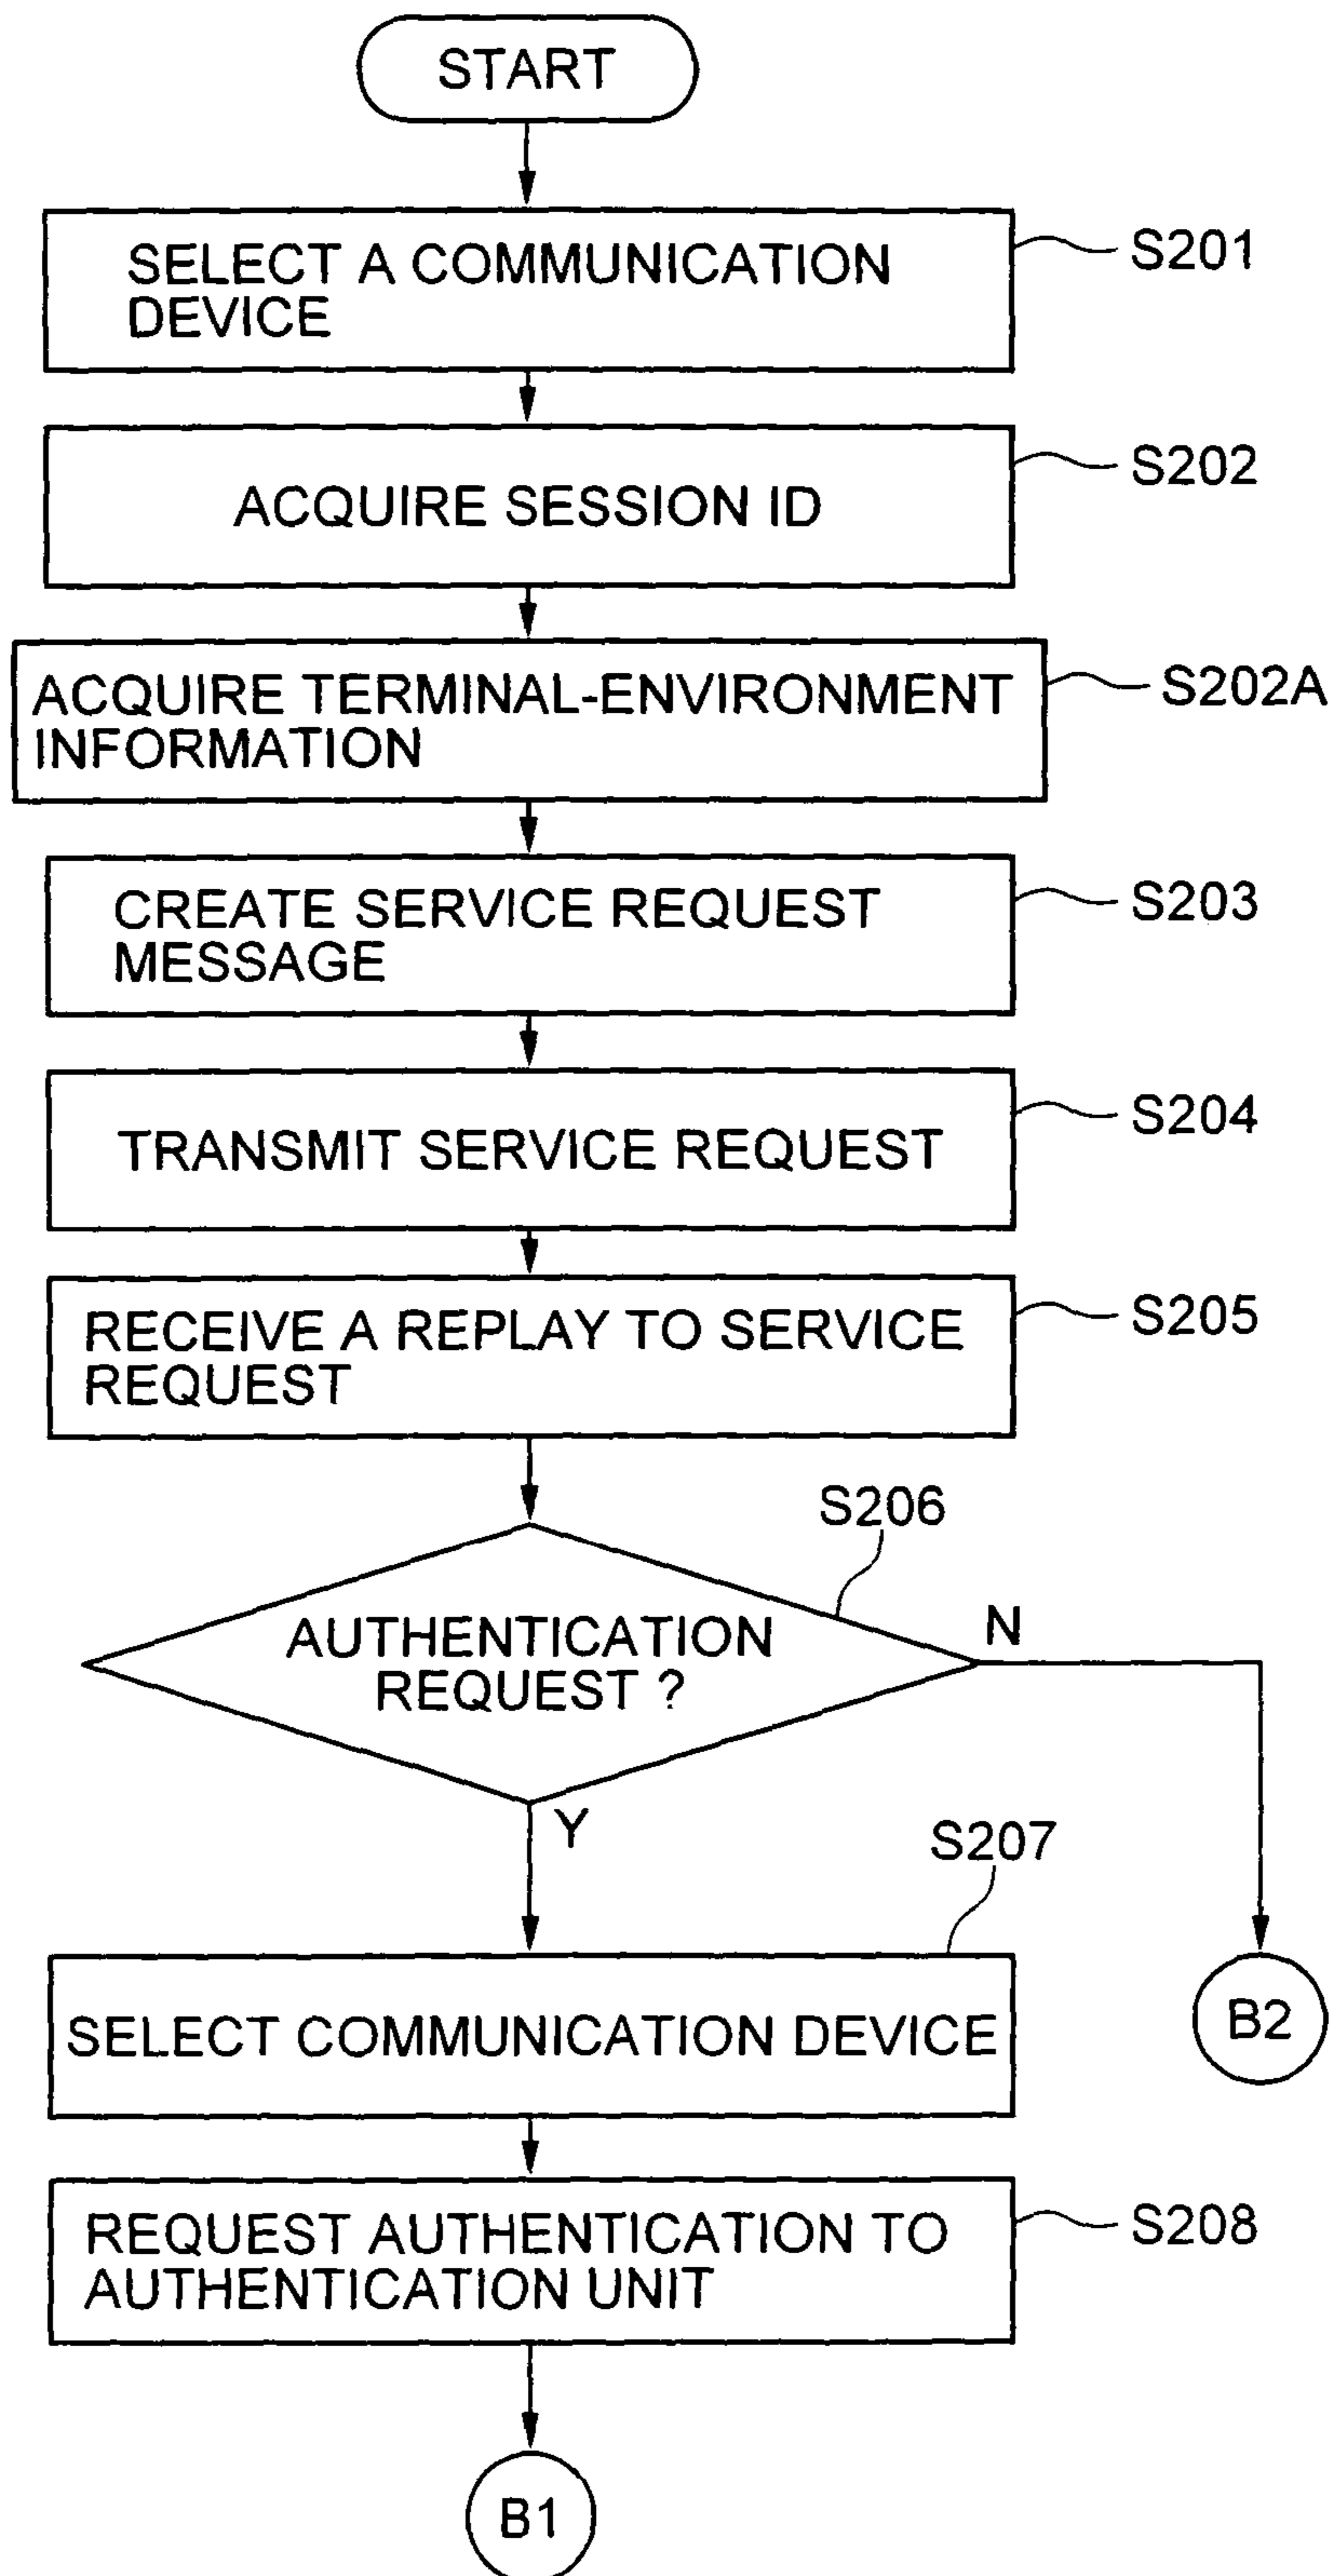 START
SELECT A COMMUNICATION
DEVICE
S201
ACQUIRE SESSION ID
S202
ACQUIRE TERMINAL-ENVIRONMENT
INFORMATION
S202A
CREATE SERVICE REQUEST
MESSAGE
S203
TRANSMIT SERVICE REQUEST
S204
RECEIVE A REPLAY TO SERVICE
REQUEST
S205
S206
AUTHENTICATION
REQUEST ?
N
Y
S207
SELECT COMMUNICATION DEVICE
B2
REQUEST AUTHENTICATION TO
AUTHENTICATION UNIT
S208
B1